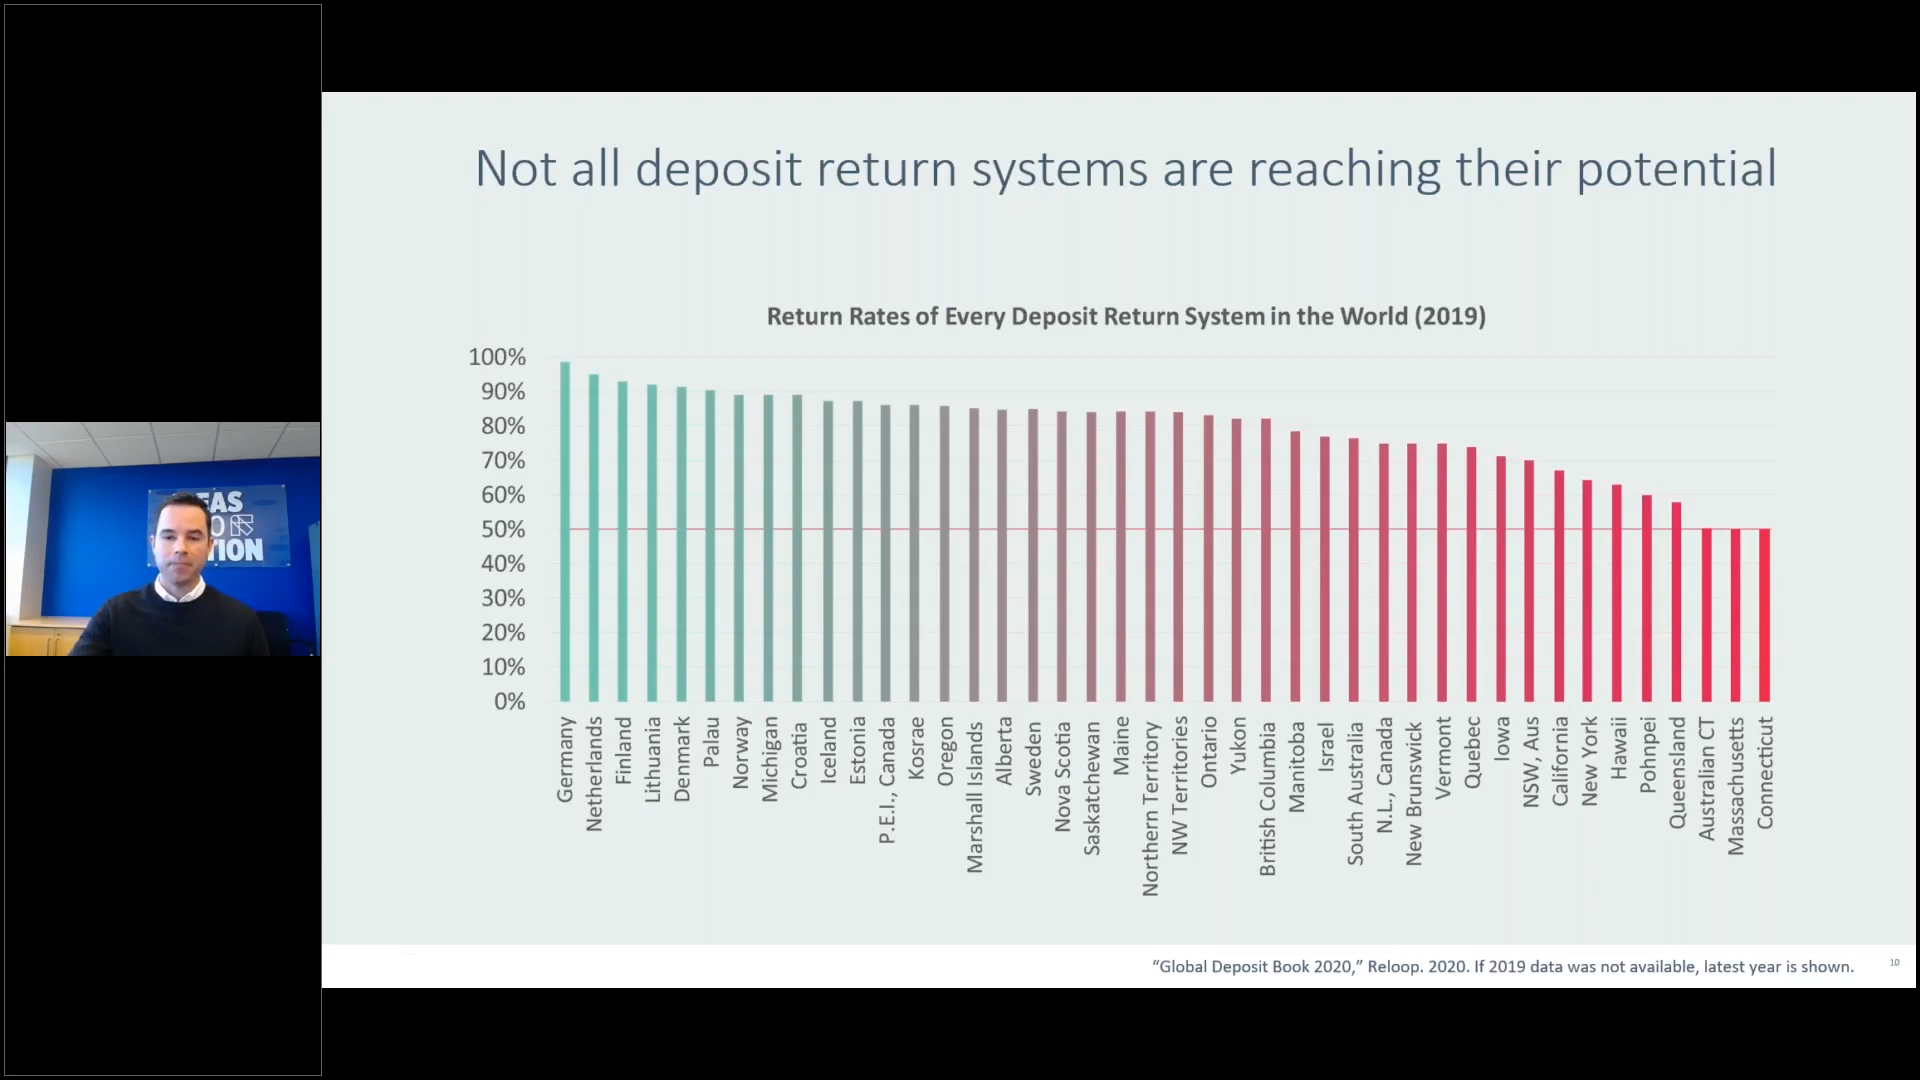 Not all deposit return systems are reaching their potential
Return Rates of Every Deposit Return System in the World (2019)
100%
90%
80%
70%
60%
50%
40%
30%
20%
10%
0%
Germany
Netherlands
Finland
Lithuania
Denmark
Palau
Norway
Michigan
Croatia
Iceland
Estonia
P.E.I., Canada
Kosrae
Oregon
Marshall Islands
Alberta
Sweden
Nova Scotia
Saskatchewan
Maine
Northern Territory
NW Territories
Ontario
Yukon
British Columbia
Manitoba
Israel
South Australia
N.L., Canada
New Brunswick
Vermont
Quebec
Iowa
NSW, Aus
California
New York
Hawaii
Pohnpei
Queensland
Australian CT
Massachusetts
Connecticut
“Global Deposit Book 2020,” Reloop. 2020. If 2019 data was not available, latest year is shown.
10